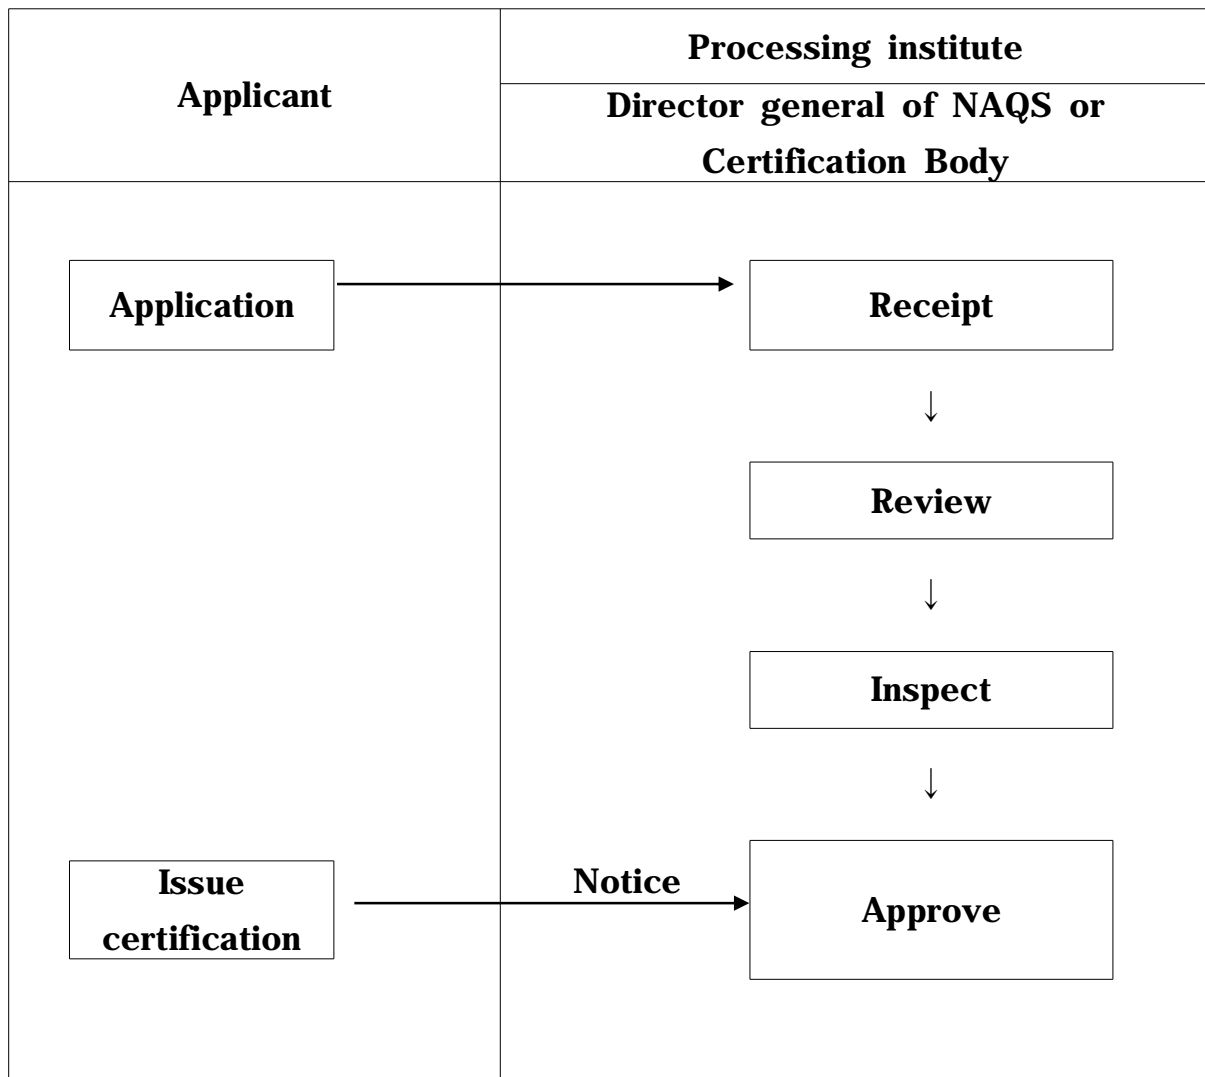 Applicant
Processing institute
Director general of NAQS or
Certification Body
Application
Receipt
↓
Review
↓
Inspect
↓
Issue
certification
Notice
Approve